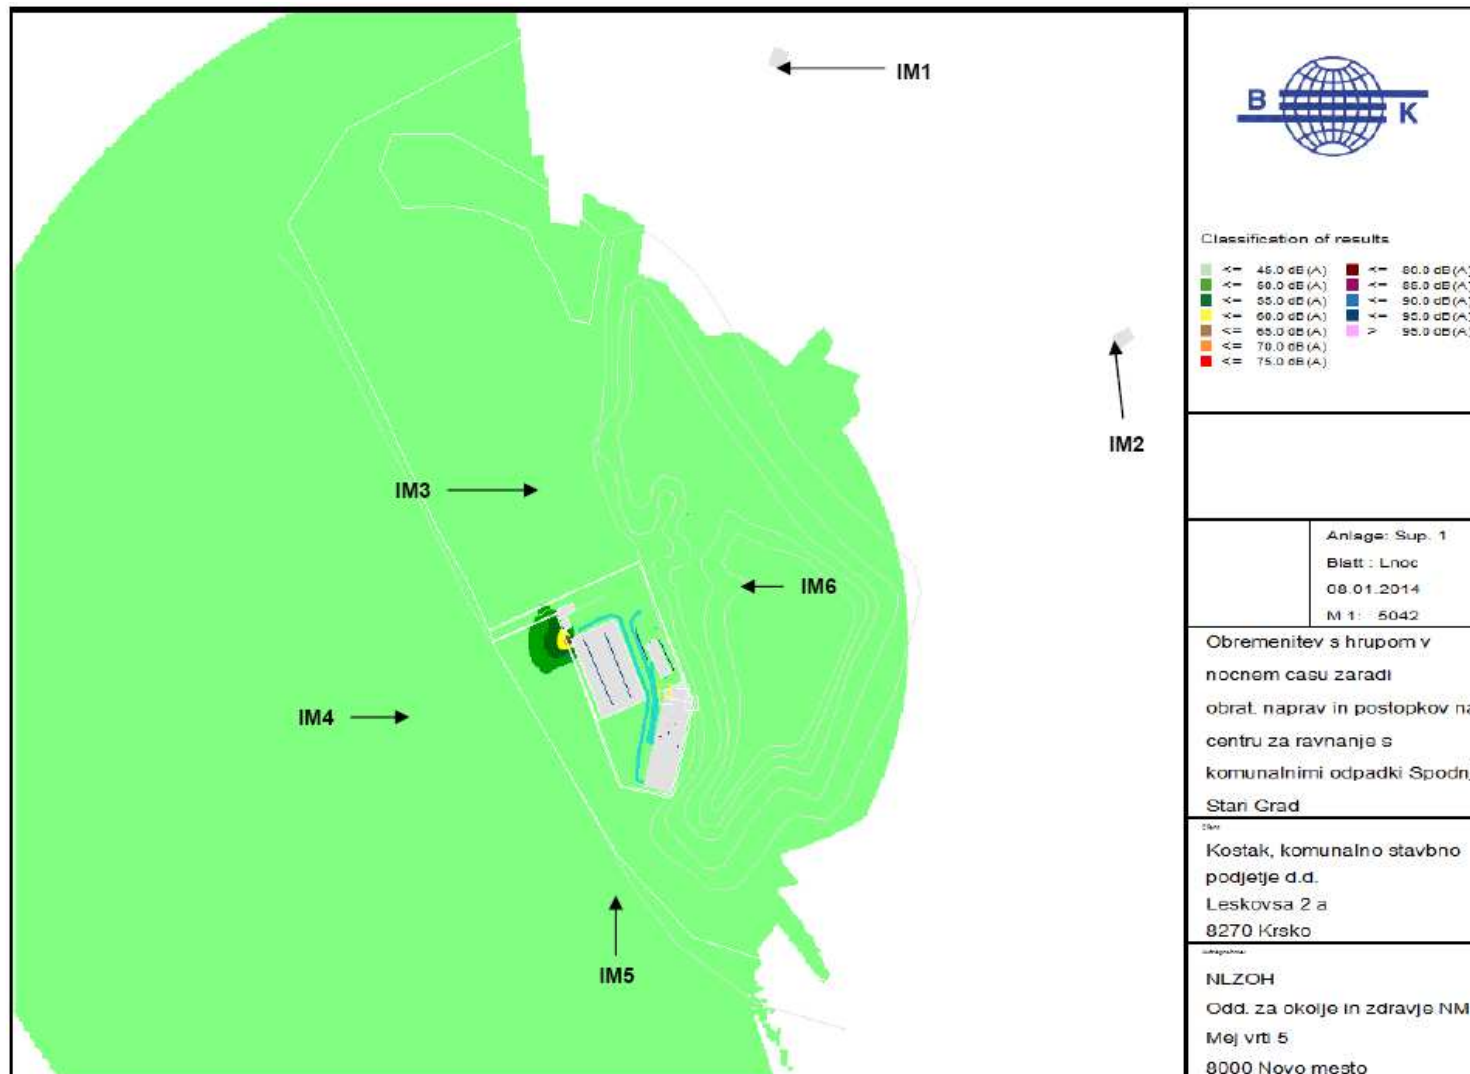 IM1
IM2
IM3
IM6
IM4
IM5
B K
Classification of results
<= 45.0 dB(A)
<= 50.0 dB(A)
<= 55.0 dB(A)
<= 60.0 dB(A)
<= 65.0 dB(A)
<= 70.0 dB(A)
<= 75.0 dB(A)
<= 80.0 dB(A)
<= 85.0 dB(A)
<= 90.0 dB(A)
<= 95.0 dB(A)
> 95.0 dB(A)
Anlage: Sup. 1
Blatt : Lnoc
08.01.2014
M 1: 5042
Obremenitev s hrupom v
nocnem casu zaradi
obrat. naprav in postopkov na
centru za ravnanje s
komunalnimi odpadki Spodnj
Stari Grad
Kostak, komunalno stavbno
podjetje d.d.
Leskovsa 2 a
8270 Krsko
NLZOH
Odd. za okolje in zdravje NM
Mej vrti 5
8000 Novo mesto